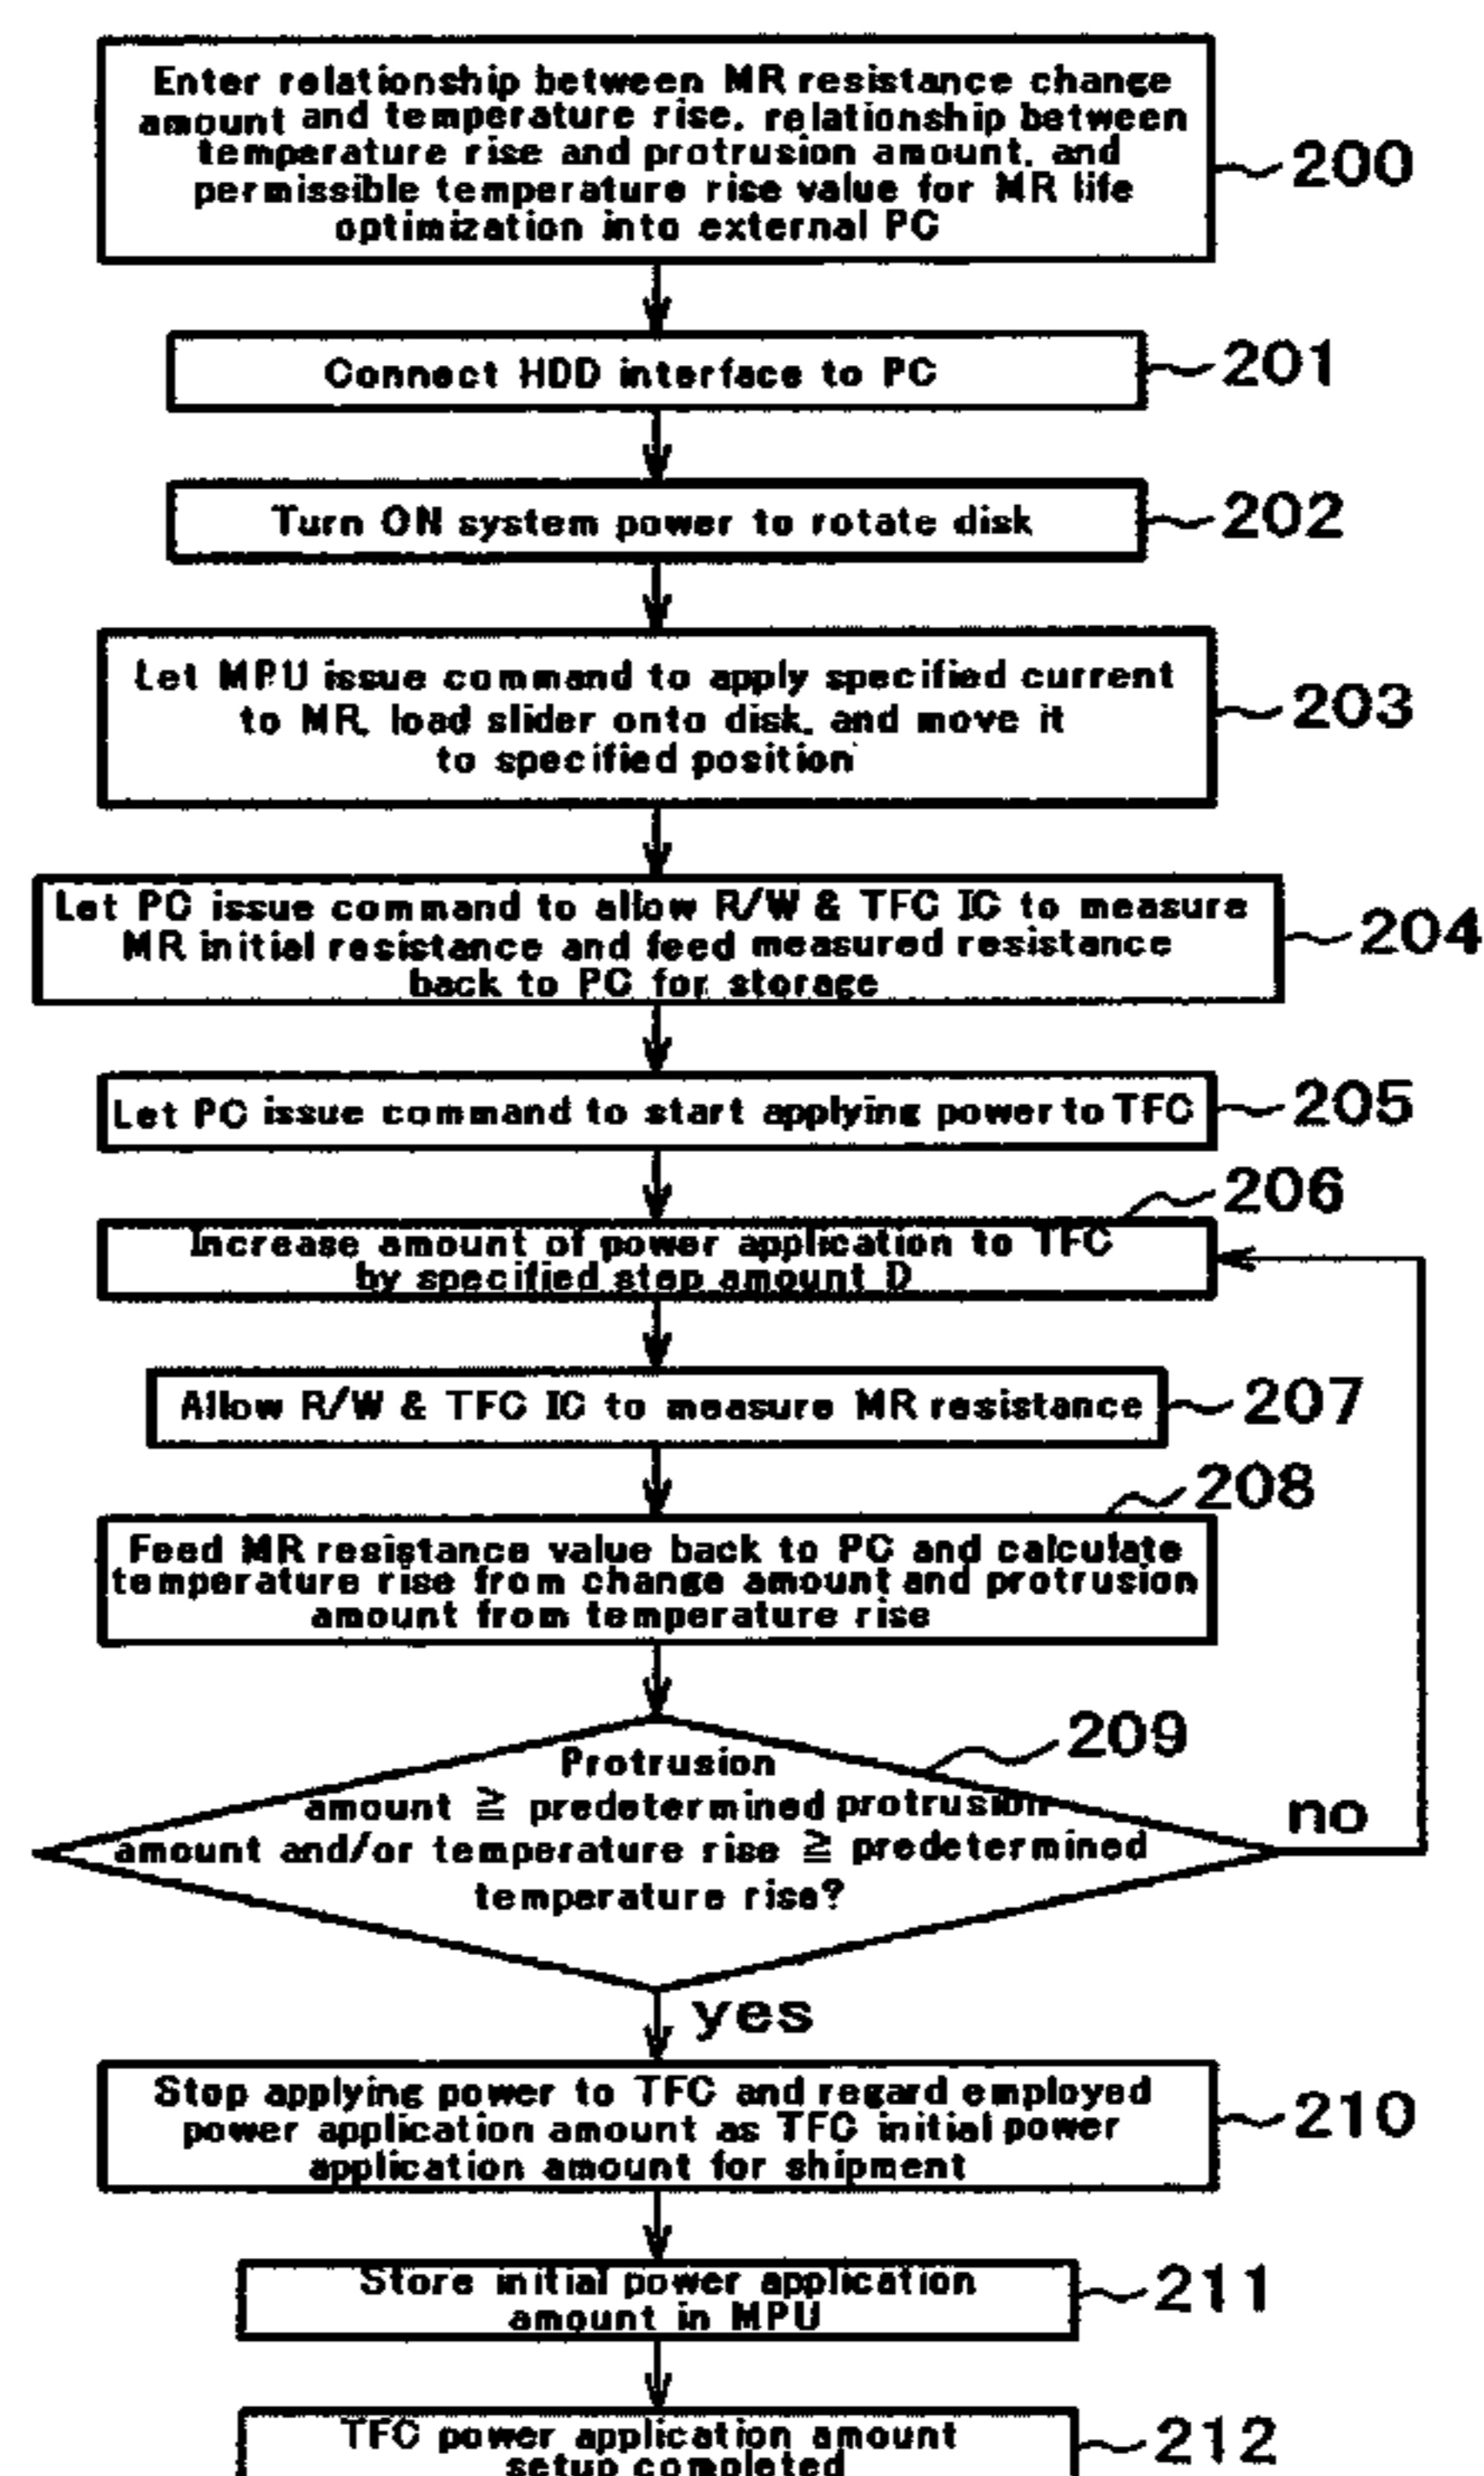 Enter relationship between MR resistance change
amount and temperature rise, relationship between
temperature rise and protrusion amount, and
permissible temperature rise value for MR life
optimization into external PC
200
Connect HDD interface to PC
201
Turn ON system power to rotate disk
202
Let MPU issue command to apply specified current
to MR, load slider onto disk, and move it
to specified position
203
Let PC issue command to allow R/W & TFC IC to measure
MR initial resistance and feed measured resistance
back to PC for storage
204
Let PC issue command to start applying power to TFC
205
206
Increase amount of power application to TFC
by specified step amount D
Allow R/W & TFC IC to measure MR resistance
207
208
Feed MR resistance value back to PC and calculate
temperature rise from change amount and protrusion
amount from temperature rise
209
Protrusion
amount ≧ predetermined protrusion
amount and/or temperature rise ≧ predetermined
temperature rise?
no
yes
Stop applying power to TFC and regard employed
power application amount as TFC initial power
application amount for shipment
210
Store initial power application
amount in MPU
211
TFC power application amount
setup completed
212